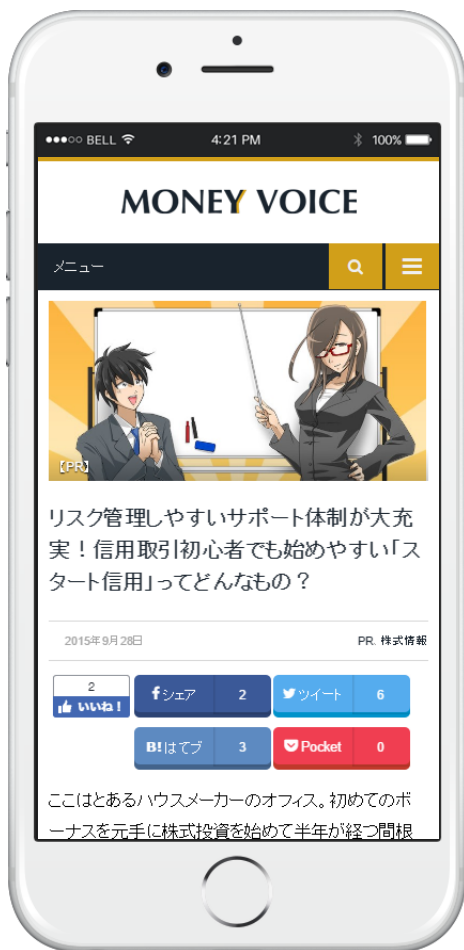 BELL 4:21 PM 100%
MONEY VOICE
メニュー
【PR】
リスク管理しやすいサポート体制が大充
実！信用取引初心者でも始めやすい「ス
タート信用」ってどんなもの？
2015年9月28日 PR, 株式情報
2
いいね！
fシェア 2
ツイート 6
B!はてブ 3
Pocket 0
ここはとあるハウスメーカーのオフィス。初めてのボ
ーナスを元手に株式投資を始めて半年が経つ間根